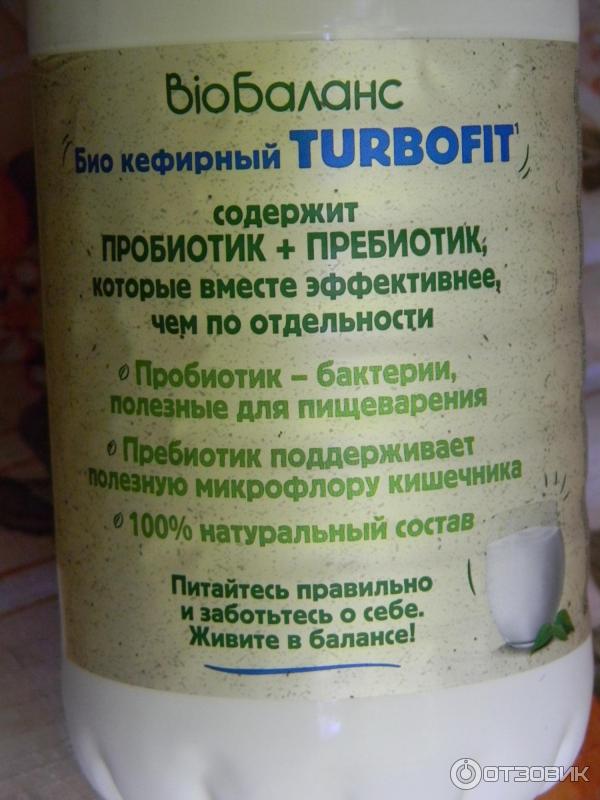 Bioбаланс
Био кефирный TURBOFIT¹
содержит
ПРОБИОТИК + ПРЕБИОТИК,
которые вместе эффективнее,
чем по отдельности
Пробиотик – бактерии,
полезные для пищеварения
Пребиотик поддерживает
полезную микрофлору кишечника
100% натуральный состав
Питайтесь правильно
и заботьтесь о себе.
Живите в балансе!
ОТЗОВИК